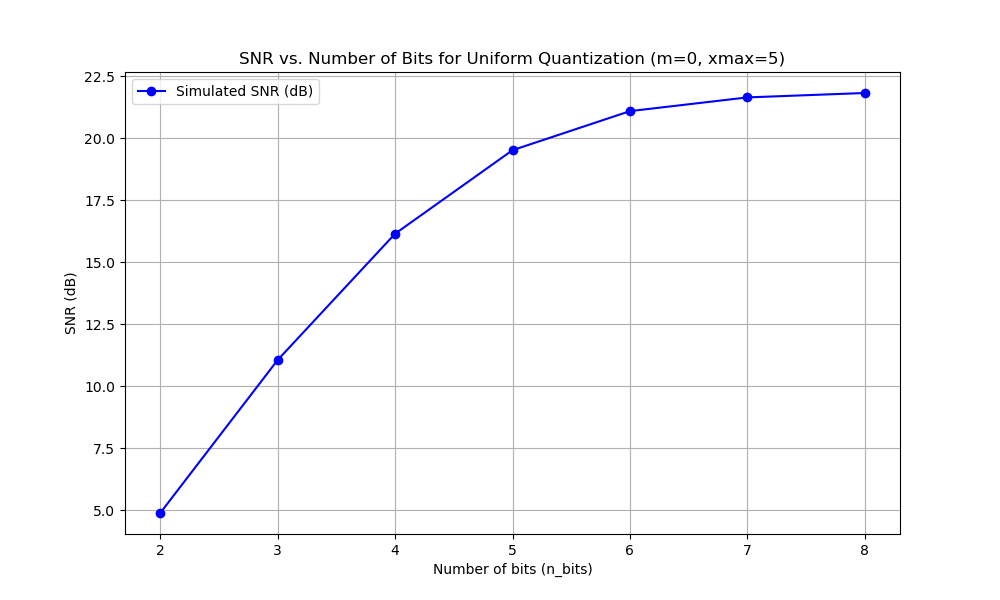 SNR vs. Number of Bits for Uniform Quantization (m=0, xmax=5)
Simulated SNR (dB)
22.5
20.0
17.5
15.0
12.5
10.0
7.5
5.0
SNR (dB)
2 3 4 5 6 7 8
Number of bits (n_bits)